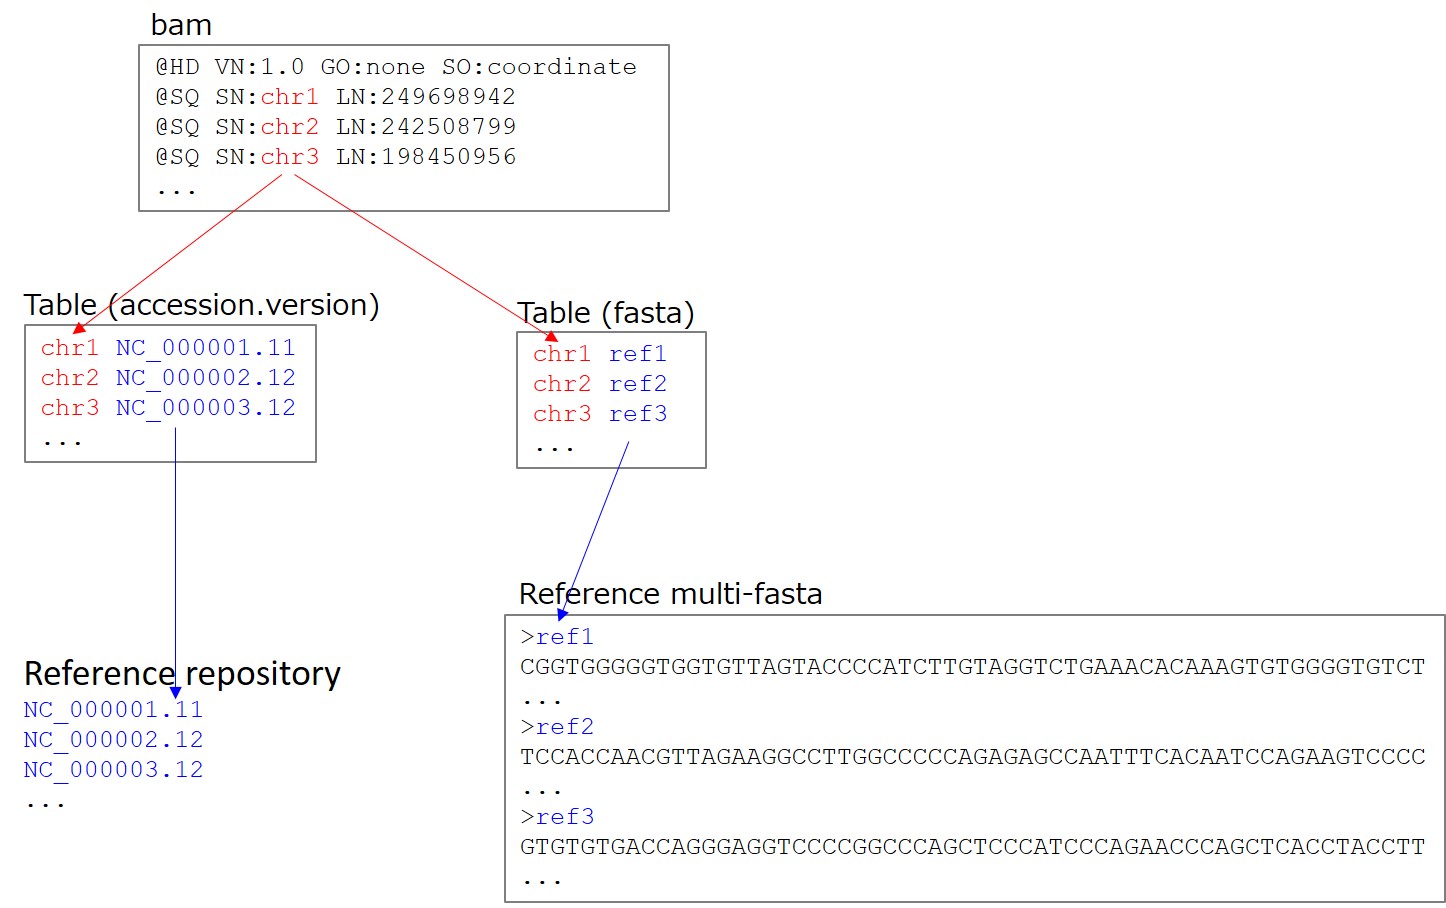 bam
@HD VN:1.0 GO:none SO:coordinate
@SQ SN:chr1 LN:249698942
@SQ SN:chr2 LN:242508799
@SQ SN:chr3 LN:198450956
...
Table (accession.version)
chr1 NC_000001.11
chr2 NC_000002.12
chr3 NC_000003.12
...
Table (fasta)
chr1 ref1
chr2 ref2
chr3 ref3
...
Reference repository
NC_000001.11
NC_000002.12
NC_000003.12
...
Reference multi-fasta
>ref1
CGGTGGGGGTGGTGTTAGTACCCCATCTTGTAGGTCTGAAACACAAAGTGTGGGGTGTCT
...
>ref2
TCCACCAACGTTAGAAGGCCTTGGCCCCCAGAGAGCCAATTTCACAATCCAGAAGTCCCC
...
>ref3
GTGTGTGACCAGGGAGGTCCCCGGCCCAGCTCCCATCCCAGAACCCAGCTCACCTACCTT
...